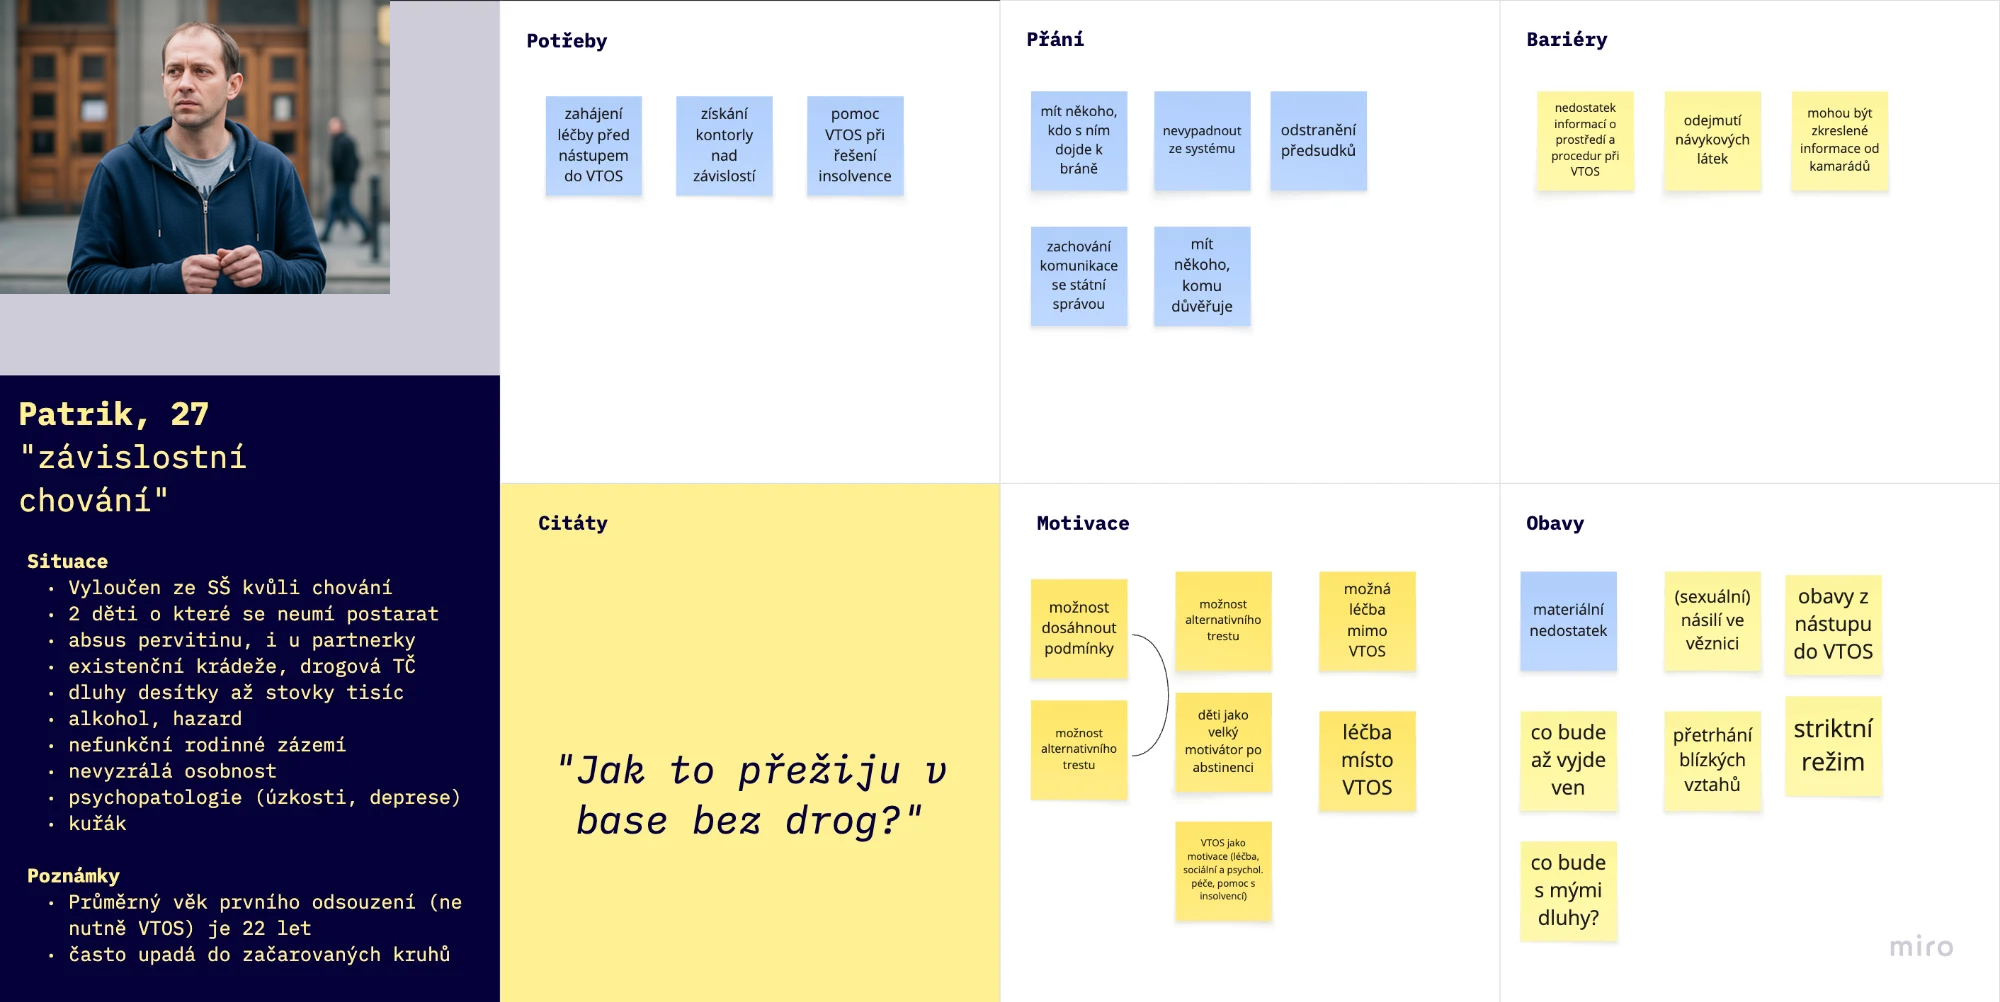 Patrik, 27
"závislostní
chování"
Situace
• Vyloučen ze SŠ kvůli chování
• 2 děti o které se neumí postarat
• absus pervitinu, i u partnerky
• existenční krádeže, drogová TČ
• dluhy desítky až stovky tisíc
• alkohol, hazard
• nefunkční rodinné zázemí
• nevyzrálá osobnost
• psychopatologie (úzkosti, deprese)
• kuřák
Poznámky
• Průměrný věk prvního odsouzení (ne
nutně VTOS) je 22 let
• často upadá do začarovaných kruhů
Potřeby
zahájení
léčby před
nástupem
do VTOS
získání
kontorly
nad
závislostí
pomoc
VTOS při
řešení
insolvence
Přání
mít někoho,
kdo s ním
dojde k
bráně
nevypadnout
ze systému
odstranění
předsudků
zachování
komunikace
se státní
správou
mít
někoho,
komu
důvěřuje
Bariéry
nedostatek
informací o
prostředí a
procedur při
VTOS
odejmutí
návykových
látek
mohou být
zkreslené
informace od
kamarádů
Citáty
"Jak to přežiju v
base bez drog?"
Motivace
možnost
dosáhnout
podmínky
možnost
alternativního
trestu
možná
léčba
mimo
VTOS
možnost
alternativního
trestu
děti jako
velký
motivátor po
abstinenci
léčba
místo
VTOS
VTOS jako
motivace (léčba,
sociální a psychol.
péče, pomoc s
insolvencí)
Obavy
materiální
nedostatek
(sexuální)
násilí ve
věznici
obavy z
nástupu
do VTOS
co bude
až vyjde
ven
přetrhání
blízkých
vztahů
striktní
režim
co bude
s mými
dluhy?
miro